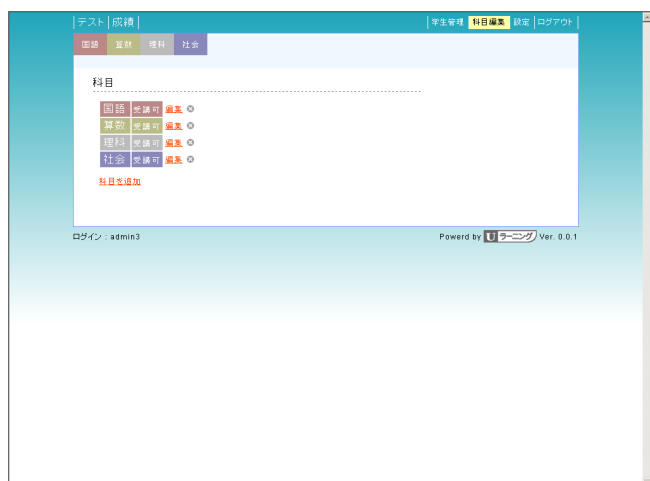 テスト 成績 学生管理 科目編集 設定 ログアウト
国語 算数 理科 社会
科目
国語 受講可 編集
算数 受講可 編集
理科 受講可 編集
社会 受講可 編集
科目を追加
ログイン : admin3 Powerd by Uラーニング Ver. 0.0.1